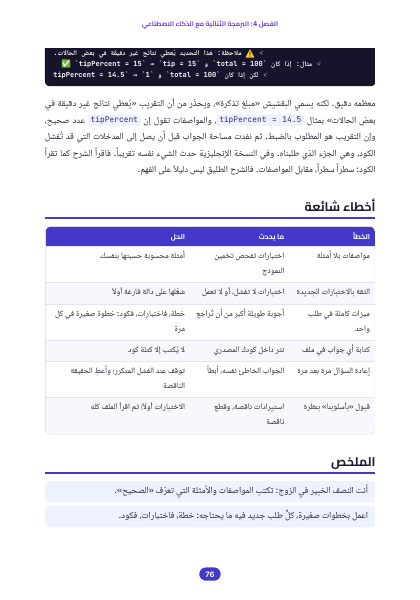 الفصل 4: البرمجة الثنائية مع الذكاء الاصطناعي
> ⚠️ ملاحظة: هذا التحديد يُعطي نتائج غير دقيقة في بعض الحالات.
> مثال: إذا كان `total = 100` و `tip = 15` → `tipPercent = 15` ✅
> لكن إذا كان `total = 100` و `1` → `tipPercent = 14.5`
معظمه دقيق. لكنه يسمي البقشيش «مبلغ تذكرة»، ويحذّر من أن التقريب «يُعطي نتائج غير دقيقة في
بعض الحالات» بمثال tipPercent = 14.5، والمواصفات تقول إن tipPercent عدد صحيح،
وإن التقريب هو المطلوب بالضبط. ثم نفدت مساحة الجواب قبل أن يصل إلى المدخلات التي قد تُفشل
الكود، وهي الجزء الذي طلبناه. وفي النسخة الإنجليزية حدث الشيء نفسه تقريباً. فاقرأ الشرح كما تقرأ
الكود: سطراً سطراً، مقابل المواصفات. فالشرح الطليق ليس دليلاً على الفهم.
أخطاء شائعة
الخطأ ما يحدث الحل
مواصفات بلا أمثلة اختبارات تفحص تخمين أمثلة محسوبة حسبتها بنفسك
النموذج
الثقة بالاختبارات الجديدة اختبارات لا تفشل، أو لا تعمل شغّلها على دالة فارغة أولاً
ميزات كاملة في طلب أجوبة طويلة أكبر من أن تُراجع خطة، فاختبارات، فكود: خطوة صغيرة في كل
واحد مرة
كتابة أي جواب في ملف نثر داخل كودك المصدري لا يُكتب إلا كتلة كود
إعادة السؤال مرة بعد مرة الجواب الخاطئ نفسه، أبطأ توقف عند الفشل المتكرر؛ وأعطِ الحقيقة
الناقصة
قبول «بأسلوبنا» بنظرة استيرادات ناقصة، وقطع الاختبارات أولاً؛ ثم اقرأ الملف كله
ناقصة
الملخص
أنت النصف الخبير في الزوج: تكتب المواصفات والأمثلة التي تعرّف «الصحيح».
اعمل بخطوات صغيرة، كلُّ طلب جديد فيه ما يحتاجه: خطة، فاختبارات، فكود.
76